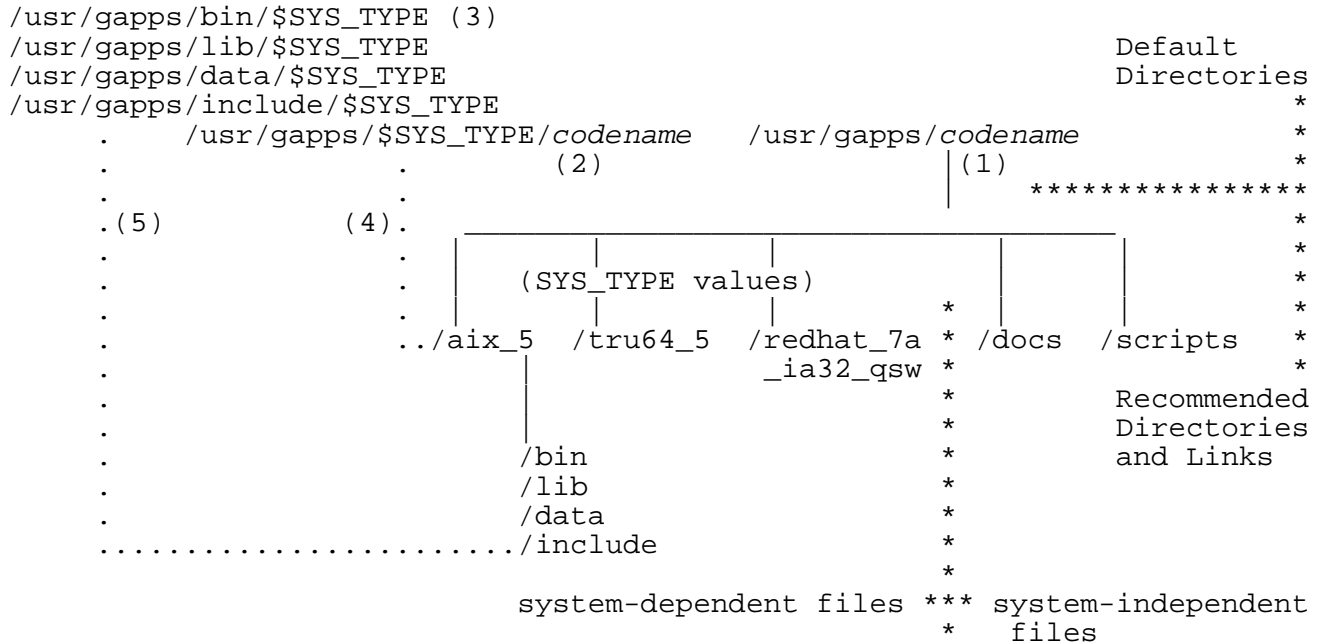 /usr/gapps/bin/$SYS_TYPE (3)
/usr/gapps/lib/$SYS_TYPE Default
/usr/gapps/data/$SYS_TYPE Directories
/usr/gapps/include/$SYS_TYPE *
. /usr/gapps/$SYS_TYPE/codename /usr/gapps/codename *
. . (2) |(1) *
. . | ****************
.(5) (4). _____________________________________ *
. . | | | | | *
. . | (SYS_TYPE values) | | *
. . | | | * | | *
. ../aix_5 /tru64_5 /redhat_7a * /docs /scripts *
. | _ia32_qsw * *
. | * Recommended
. | * Directories
. /bin * and Links
. /lib *
. /data *
......................../include *
*
system-dependent files *** system-independent
* files